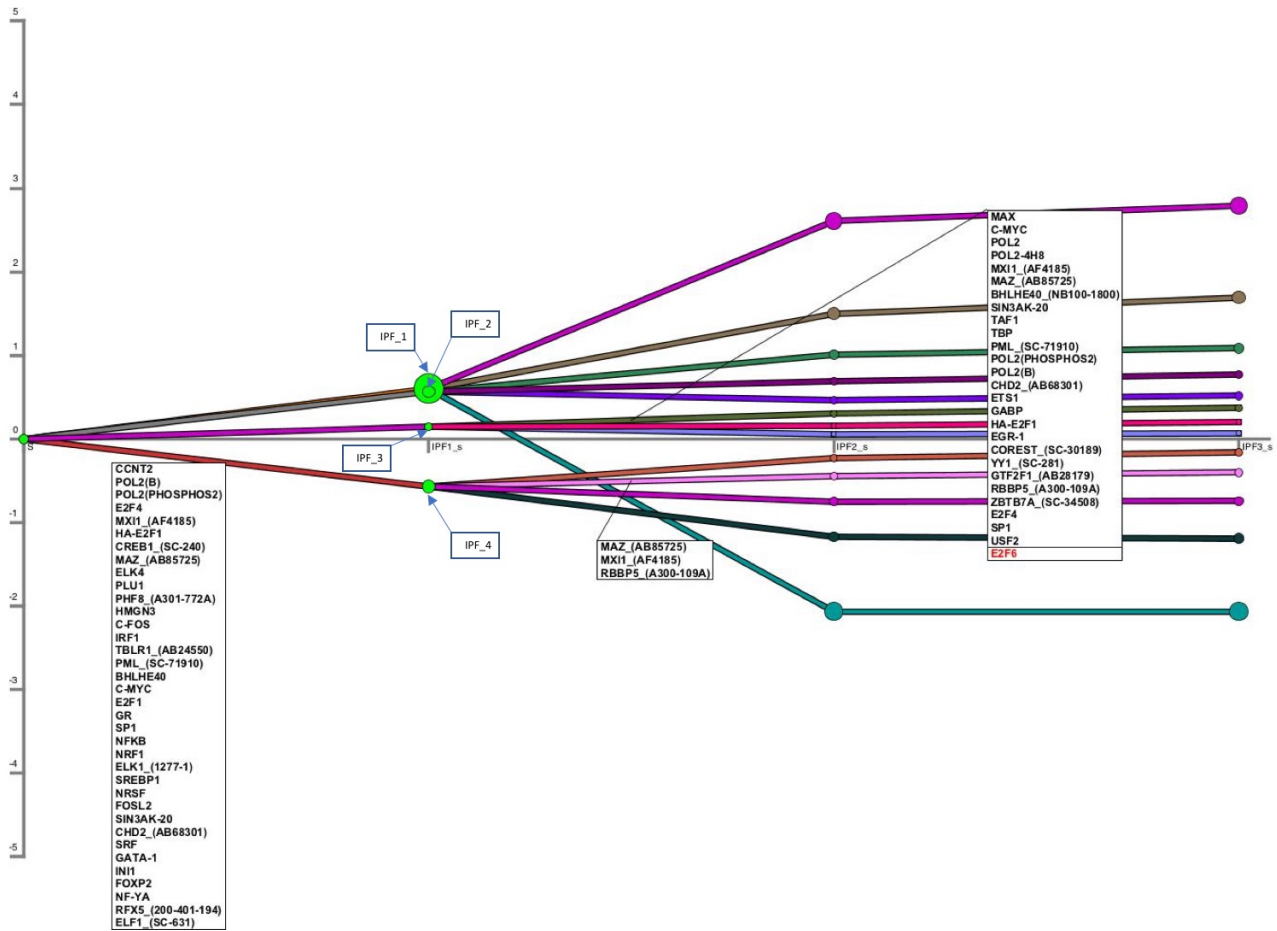 5
4
3
2
1
0
-1
-2
-3
-4
-5
S
IPF1_s
IPF2_s
IPF3_s
IPF_1
IPF_2
IPF_3
IPF_4
CCNT2
POL2(B)
POL2(PHOSPHOS2)
E2F4
MXI1_(AF4185)
HA-E2F1
CREB1_(SC-240)
MAZ_(AB85725)
ELK4
PLU1
PHF8_(A301-772A)
HMGN3
C-FOS
IRF1
TBLR1_(AB24550)
PML_(SC-71910)
BHLHE40
C-MYC
E2F1
GR
SP1
NFKB
NRF1
ELK1_(1277-1)
SREBP1
NRSF
FOSL2
SIN3AK-20
CHD2_(AB68301)
SRF
GATA-1
INI1
FOXP2
NF-YA
RFX5_(200-401-194)
ELF1_(SC-631)
MAZ_(AB85725)
MXI1_(AF4185)
RBBP5_(A300-109A)
MAX
C-MYC
POL2
POL2-4H8
MXI1_(AF4185)
MAZ_(AB85725)
BHLHE40_(NB100-1800)
SIN3AK-20
TAF1
TBP
PML_(SC-71910)
POL2(PHOSPHOS2)
POL2(B)
CHD2_(AB68301)
ETS1
GABP
HA-E2F1
EGR-1
COREST_(SC-30189)
YY1_(SC-281)
GTF2F1_(AB28179)
RBBP5_(A300-109A)
ZBTB7A_(SC-34508)
E2F4
SP1
USF2
E2F6